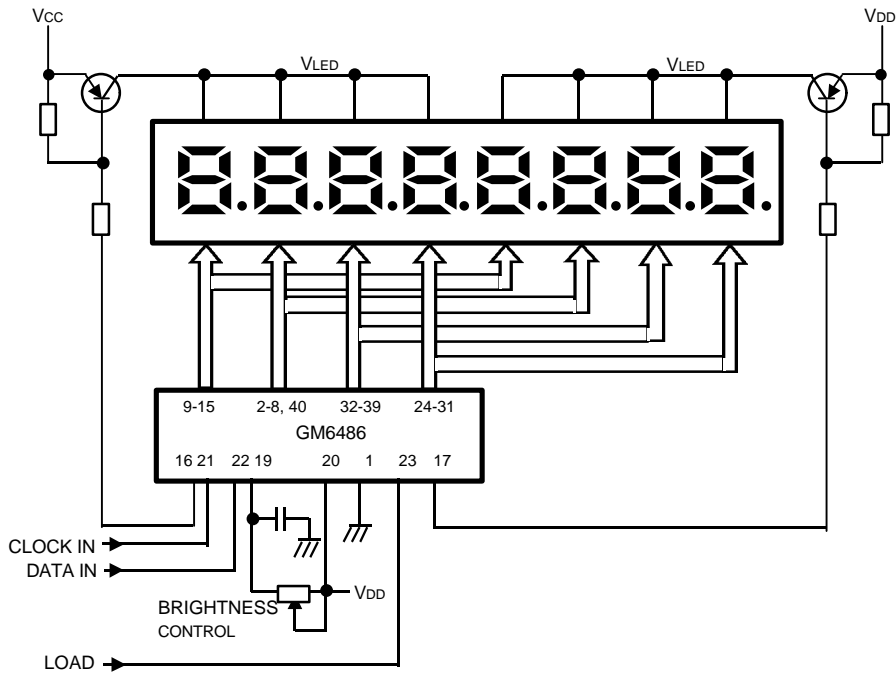 VCC
VDD
VLED
VLED
9-15 2-8, 40 32-39 24-31
GM6486
16 21 22 19 20 1 23 17
CLOCK IN
DATA IN
VDD
BRIGHTNESS
CONTROL
LOAD